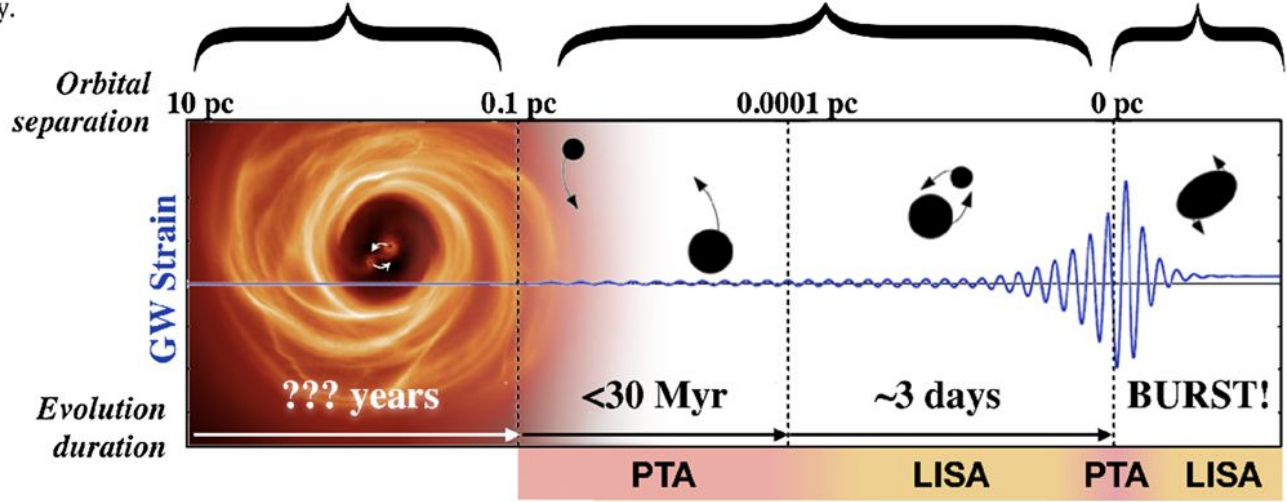 y.
Orbital
separation
10 pc
0.1 pc
0.0001 pc
0 pc
GW Strain
??? years
<30 Myr
~3 days
BURST!
Evolution
duration
PTA
LISA
PTA
LISA